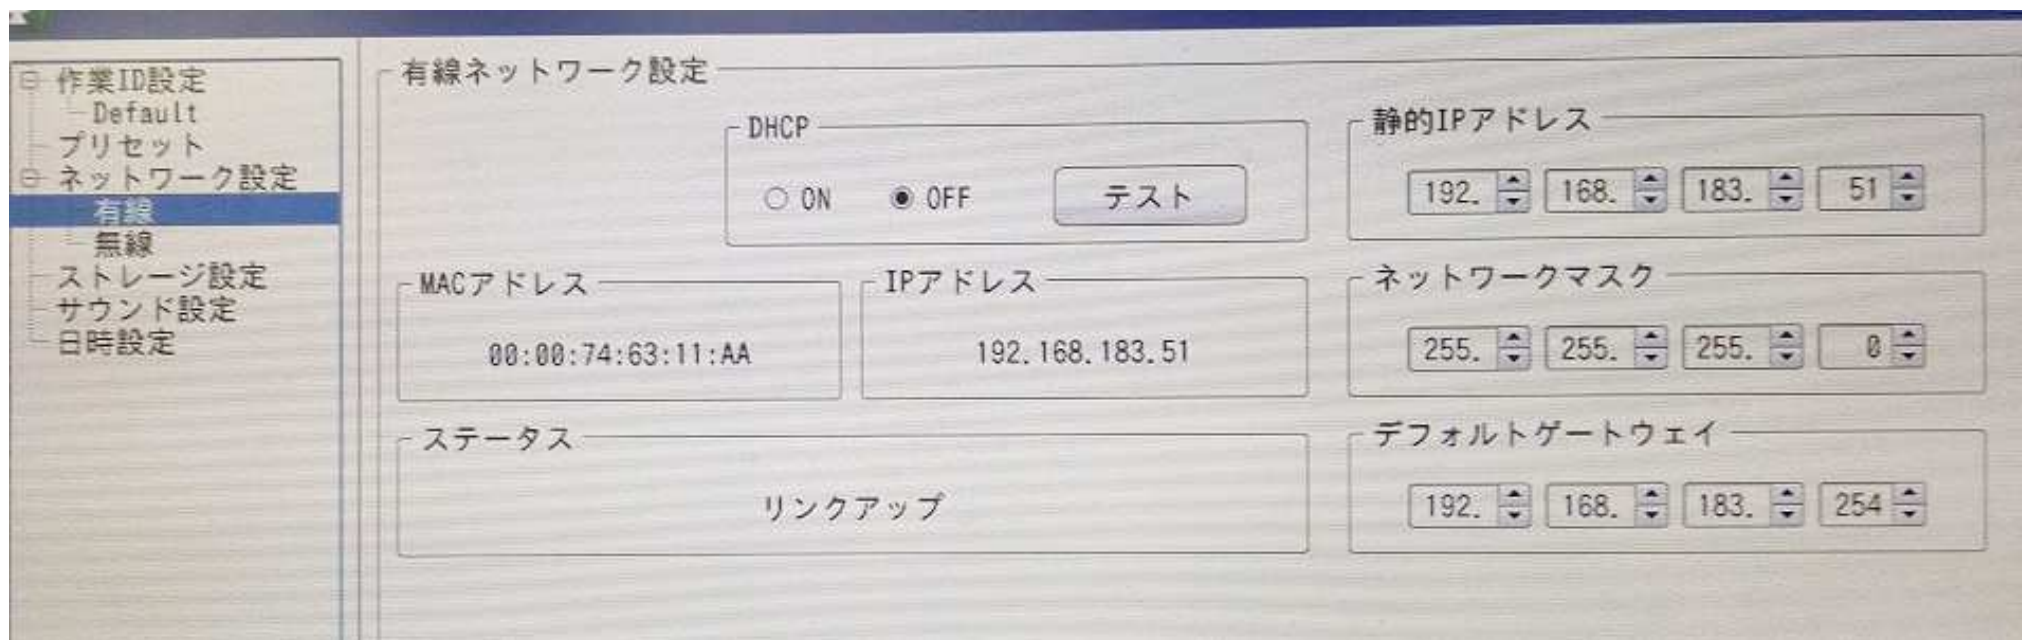 作業ID設定
Default
プリセット
ネットワーク設定
有線
無線
ストレージ設定
サウンド設定
日時設定
有線ネットワーク設定
DHCP
ON OFF テスト
静的IPアドレス
192. 168. 183. 51
MACアドレス
00:00:74:63:11:AA
IPアドレス
192.168.183.51
ネットワークマスク
255. 255. 255. 0
ステータス
リンクアップ
デフォルトゲートウェイ
192. 168. 183. 254